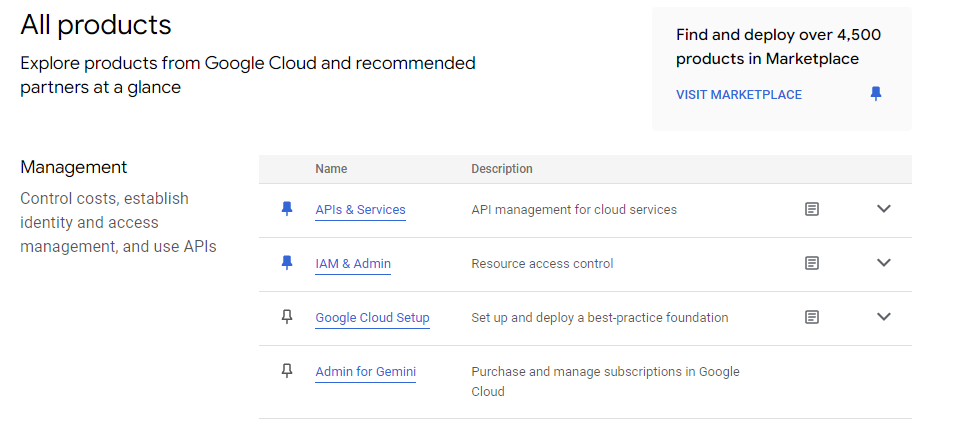 All products
Explore products from Google Cloud and recommended
partners at a glance
Find and deploy over 4,500
products in Marketplace
VISIT MARKETPLACE
Management
Control costs, establish
identity and access
management, and use APIs
Name Description
APIs & Services API management for cloud services
IAM & Admin Resource access control
Google Cloud Setup Set up and deploy a best-practice foundation
Admin for Gemini Purchase and manage subscriptions in Google
Cloud